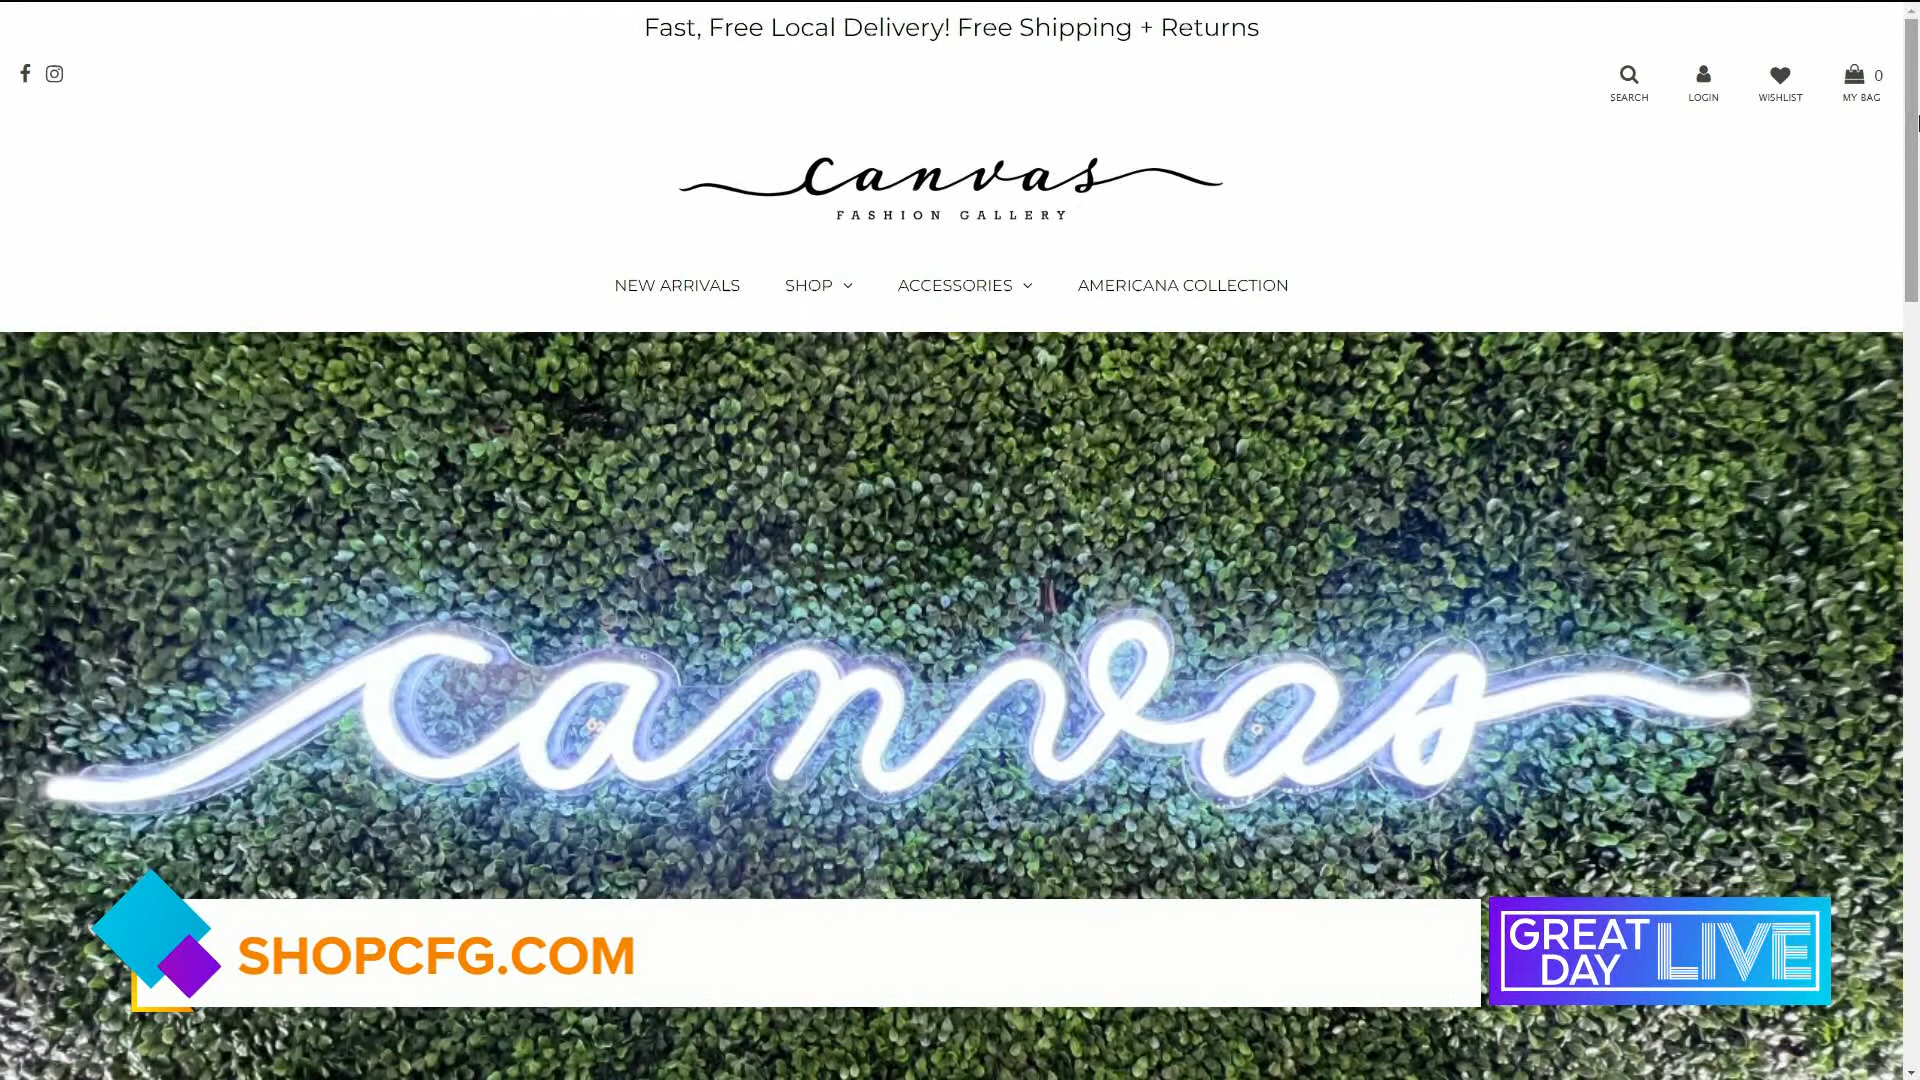 Fast, Free Local Delivery! Free Shipping + Returns
SEARCH
LOGIN
WISHLIST
0
MY BAG
canvas
FASHION GALLERY
NEW ARRIVALS
SHOP
ACCESSORIES
AMERICANA COLLECTION
canvas
SHOPCFG.COM
GREAT DAY LIVE